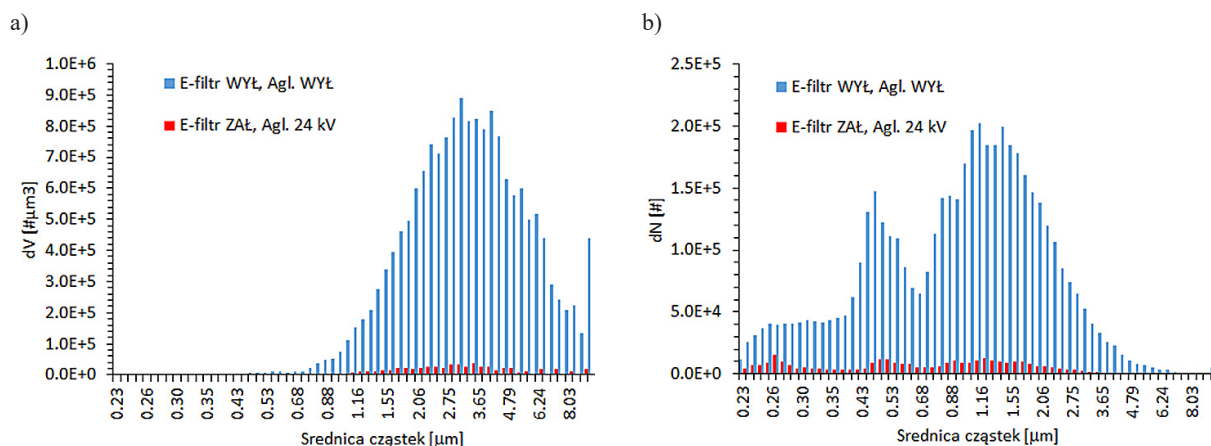 a)
1.0E+6
9.0E+5
8.0E+5
7.0E+5
6.0E+5
5.0E+5
4.0E+5
3.0E+5
2.0E+5
1.0E+5
0.0E+0
dV [#µm3]
E-filtr WYŁ, Agl. WYŁ
E-filtr ZAŁ, Agl. 24 kV
0.23
0.26
0.30
0.35
0.43
0.53
0.68
0.88
1.16
1.55
2.06
2.75
3.65
4.79
6.24
8.03
Srednica cząstek [µm]
b)
2.5E+5
2.0E+5
1.5E+5
1.0E+5
5.0E+4
0.0E+0
dN [#]
E-filtr WYŁ, Agl. WYŁ
E-filtr ZAŁ, Agl. 24 kV
0.23
0.26
0.30
0.35
0.43
0.53
0.68
0.88
1.16
1.55
2.06
2.75
3.65
4.79
6.24
8.03
Srednica cząstek [µm]